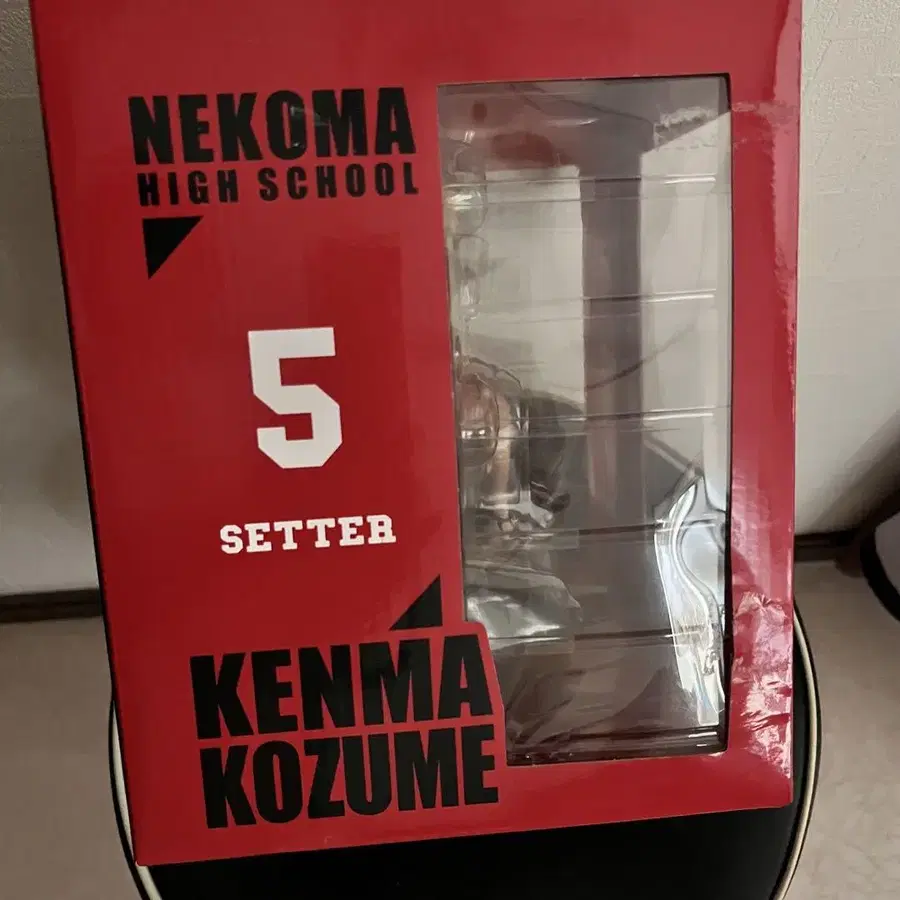 NEKOMA
HIGH SCHOOL
5
SETTER
KENMA
KOZUME